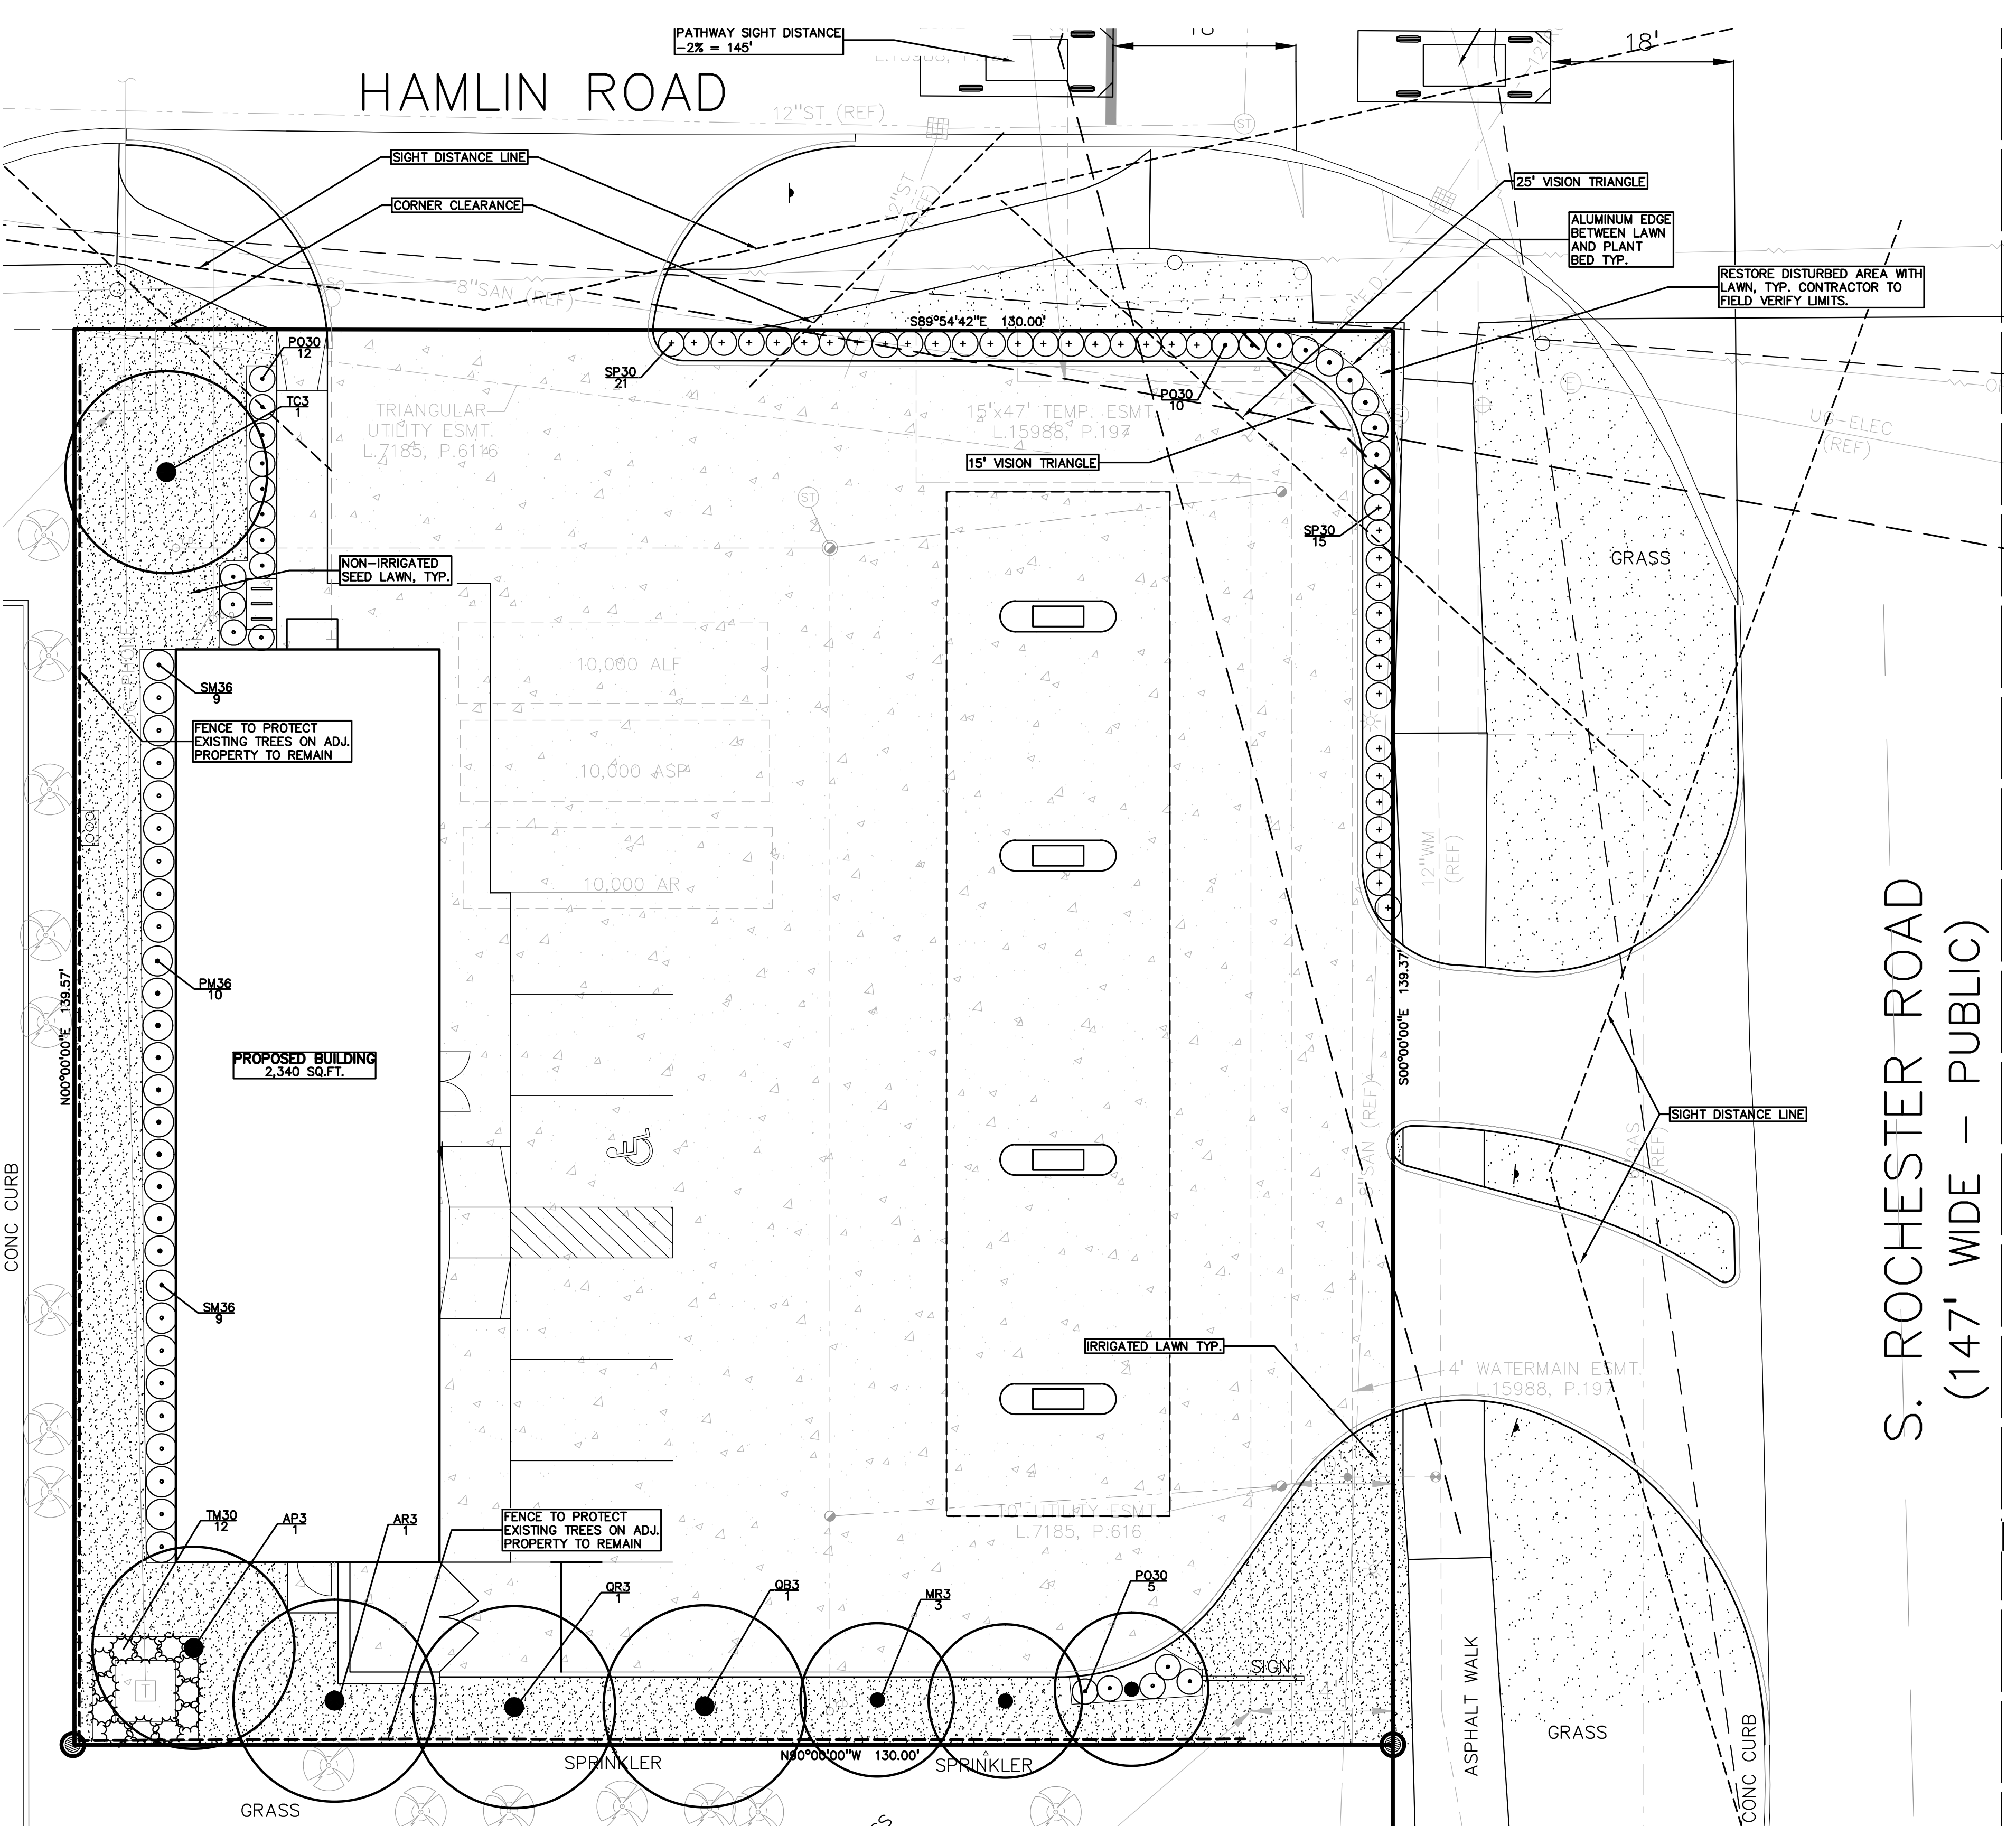 PATHWAY SIGHT DISTANCE
-2% = 145'
18'
HAMLIN ROAD
12"ST (REF)
ST
SIGHT DISTANCE LINE
CORNER CLEARANCE
25' VISION TRIANGLE
ALUMINUM EDGE
BETWEEN LAWN
AND PLANT
BED TYP.
RESTORE DISTURBED AREA WITH
LAWN, TYP. CONTRACTOR TO
FIELD VERIFY LIMITS.
8"SAN (REF)
S89°54'42"E 130.00'
PO30
12
SP30
21
TC3
1
PO30
10
TRIANGULAR
UTILITY ESMT.
L.7185, P.6116
15'x47' TEMP. ESMT.
L.15988, P.197
UG-ELEC
(REF)
E
15' VISION TRIANGLE
ST
SP30
15
GRASS
NON-IRRIGATED
SEED LAWN, TYP.
10,000 ALF
SM36
9
FENCE TO PROTECT
EXISTING TREES ON ADJ.
PROPERTY TO REMAIN
10,000 ASP
10,000 AR
12"WM
(REF)
N00°00'00"E 139.57'
PM36
10
S00°00'00"E 139.37'
PROPOSED BUILDING
2,340 SQ.FT.
8"SAN (REF)
SIGHT DISTANCE LINE
GAS
(REF)
S. ROCHESTER ROAD
(147' WIDE - PUBLIC)
CONC CURB
SM36
9
IRRIGATED LAWN TYP.
4' WATERMAIN ESMT.
L.15988, P.197
10' UTILITY ESMT.
L.7185, P.616
TM30
12
AP3
1
AR3
1
FENCE TO PROTECT
EXISTING TREES ON ADJ.
PROPERTY TO REMAIN
QR3
1
QB3
1
MR3
3
PO30
5
SIGN
T
ASPHALT WALK
GRASS
CONC CURB
SPRINKLER
N90°00'00"W 130.00'
SPRINKLER
GRASS